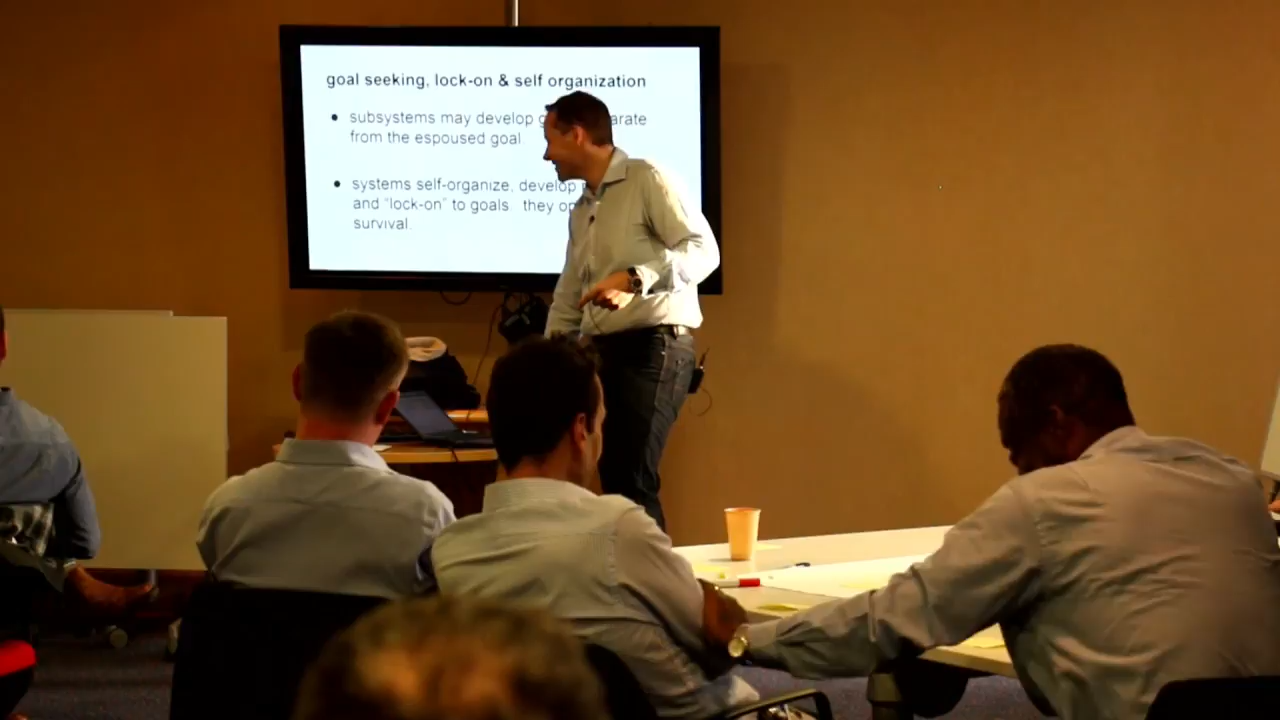 goal seeking, lock-on & self organization
subsystems may develop
from the espoused goal.
systems self-organize, develop
and “lock-on” to goals. they
survival.